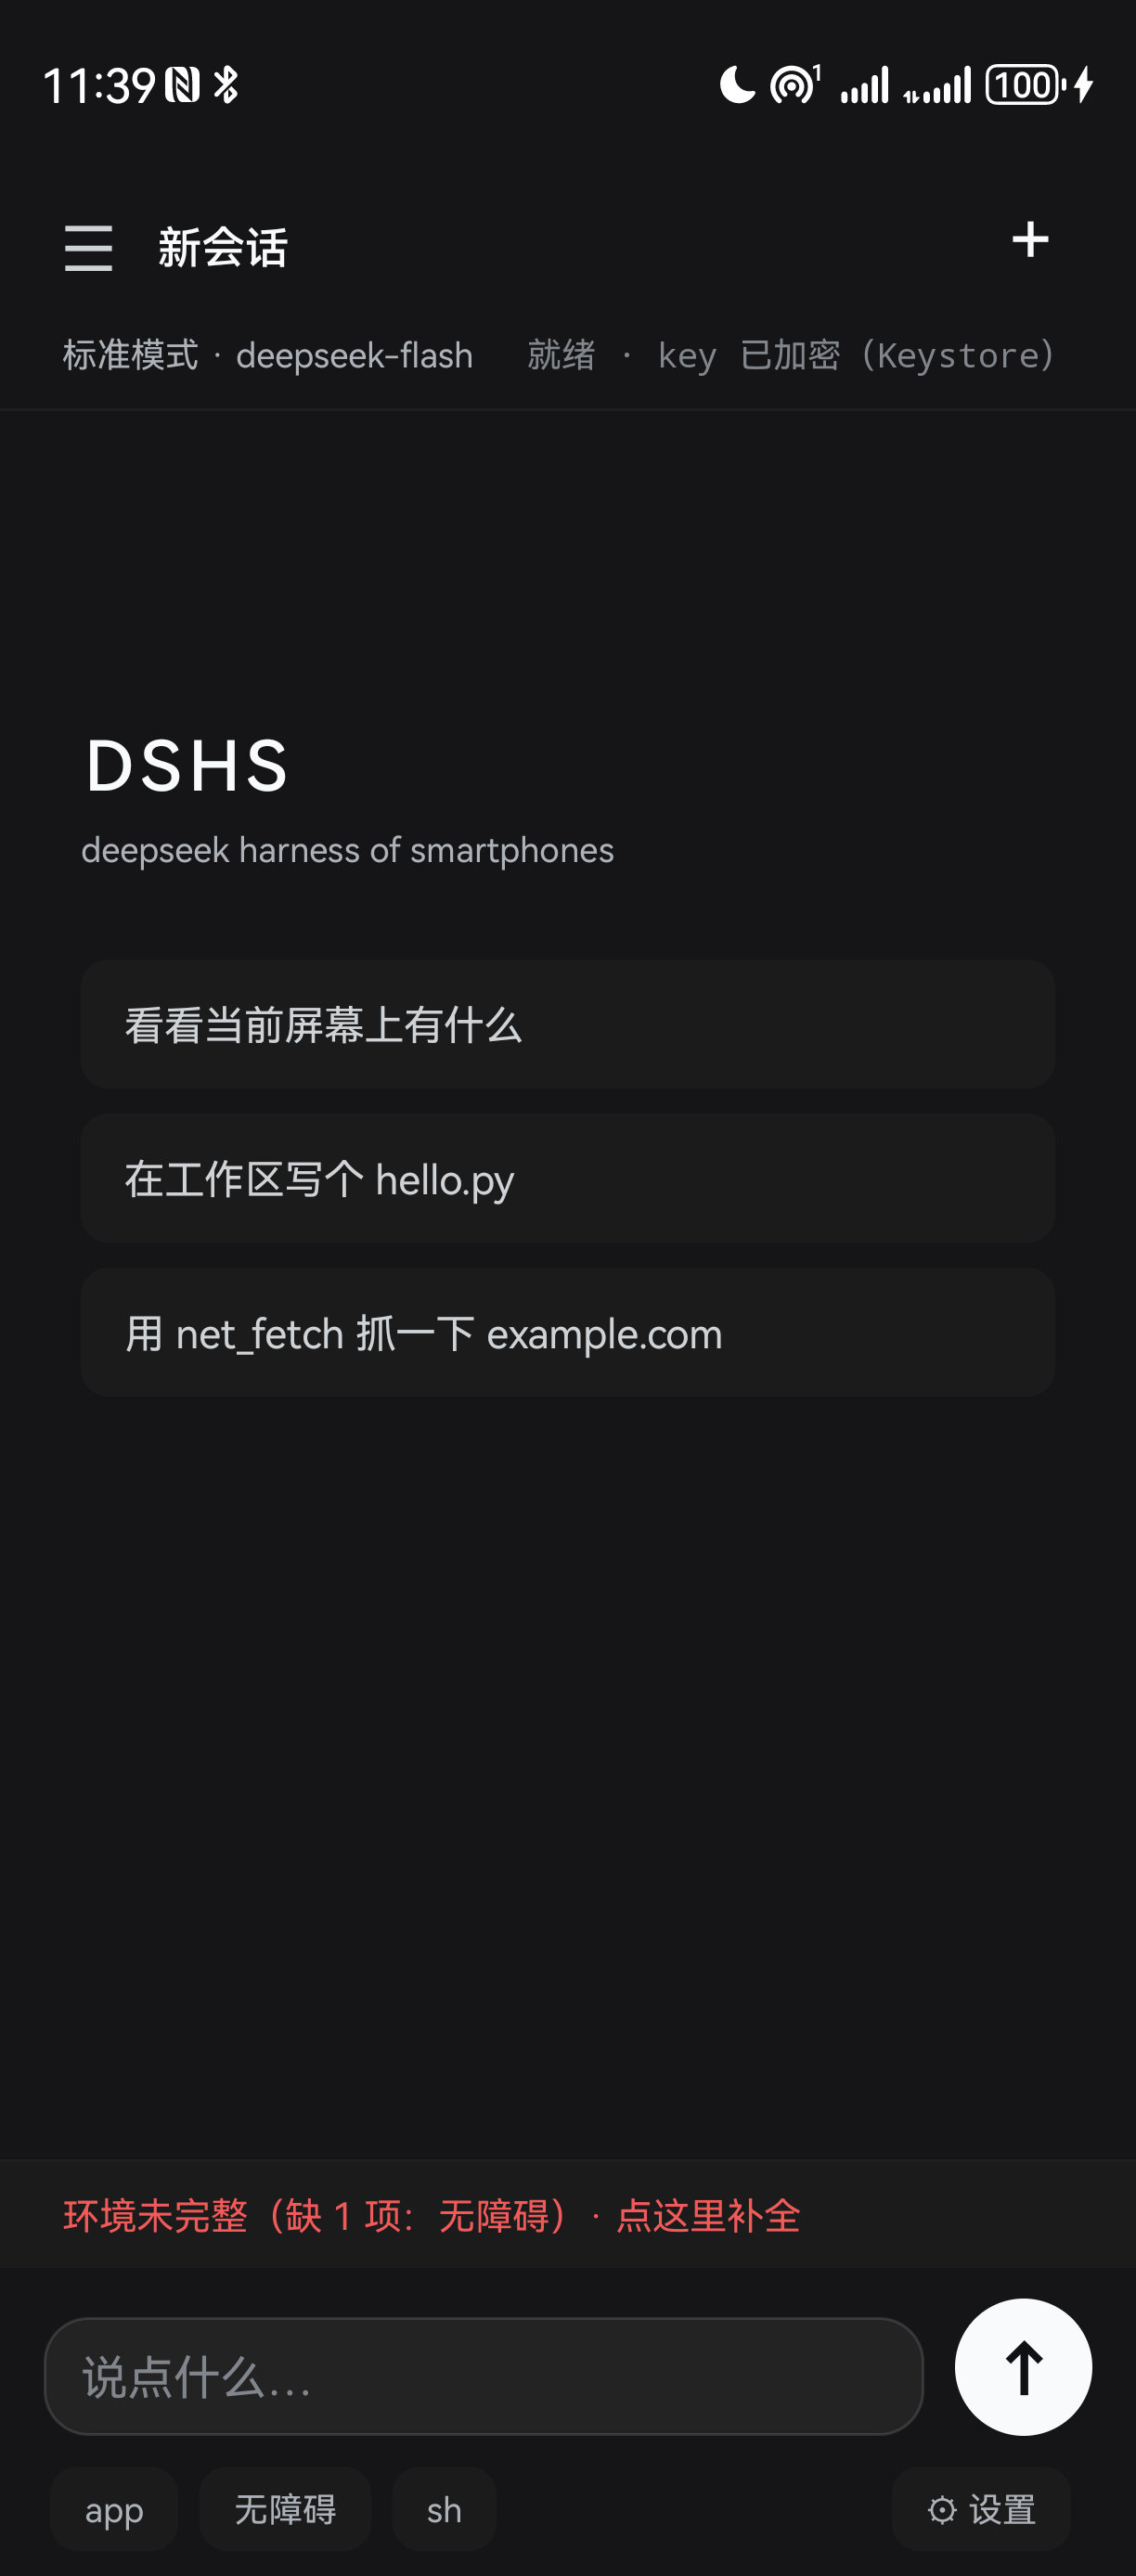 11:39
1
100
新会话
+
标准模式 · deepseek-flash 就绪 · key 已加密（Keystore）
DSHS
deepseek harness of smartphones
看看当前屏幕上有什么
在工作区写个 hello.py
用 net_fetch 抓一下 example.com
环境未完整（缺 1 项：无障碍）· 点这里补全
说点什么…
app 无障碍 sh 设置